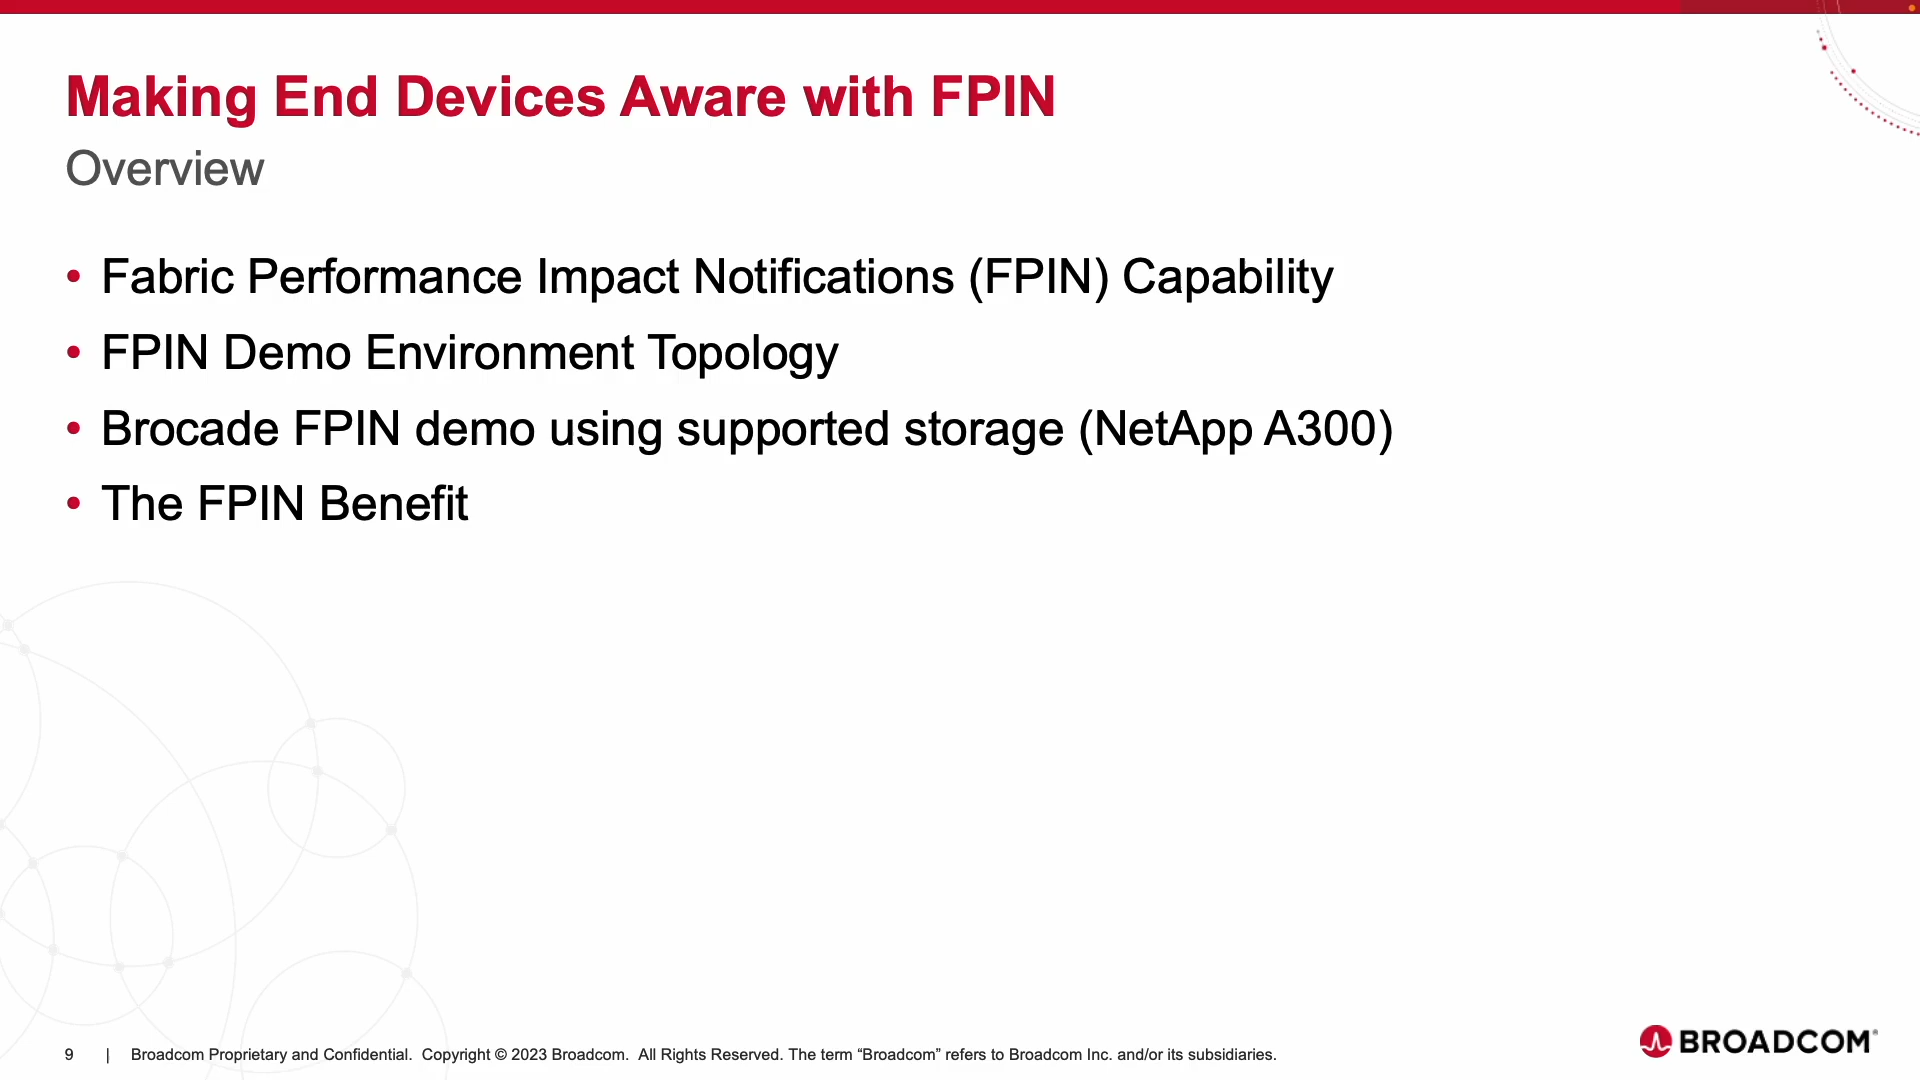 Making End Devices Aware with FPIN
Overview
• Fabric Performance Impact Notifications (FPIN) Capability
• FPIN Demo Environment Topology
• Brocade FPIN demo using supported storage (NetApp A300)
• The FPIN Benefit
9 | Broadcom Proprietary and Confidential. Copyright © 2023 Broadcom. All Rights Reserved. The term “Broadcom” refers to Broadcom Inc. and/or its subsidiaries.
BROADCOM®